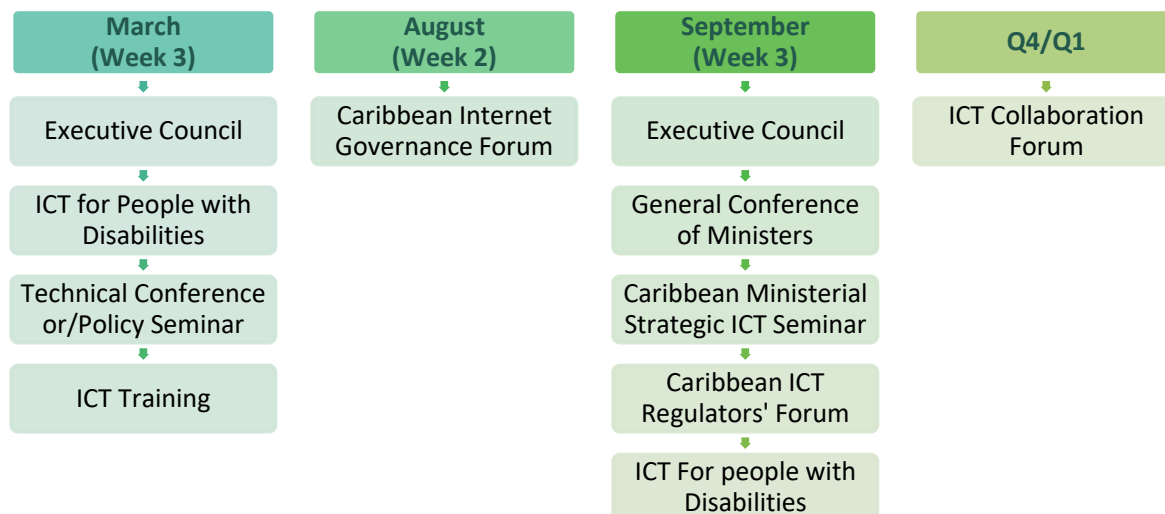 March
(Week 3)
Executive Council
ICT for People with
Disabilities
Technical Conference
or/Policy Seminar
ICT Training
August
(Week 2)
Caribbean Internet
Governance Forum
September
(Week 3)
Executive Council
General Conference
of Ministers
Caribbean Ministerial
Strategic ICT Seminar
Caribbean ICT
Regulators' Forum
ICT For people with
Disabilities
Q4/Q1
ICT Collaboration
Forum